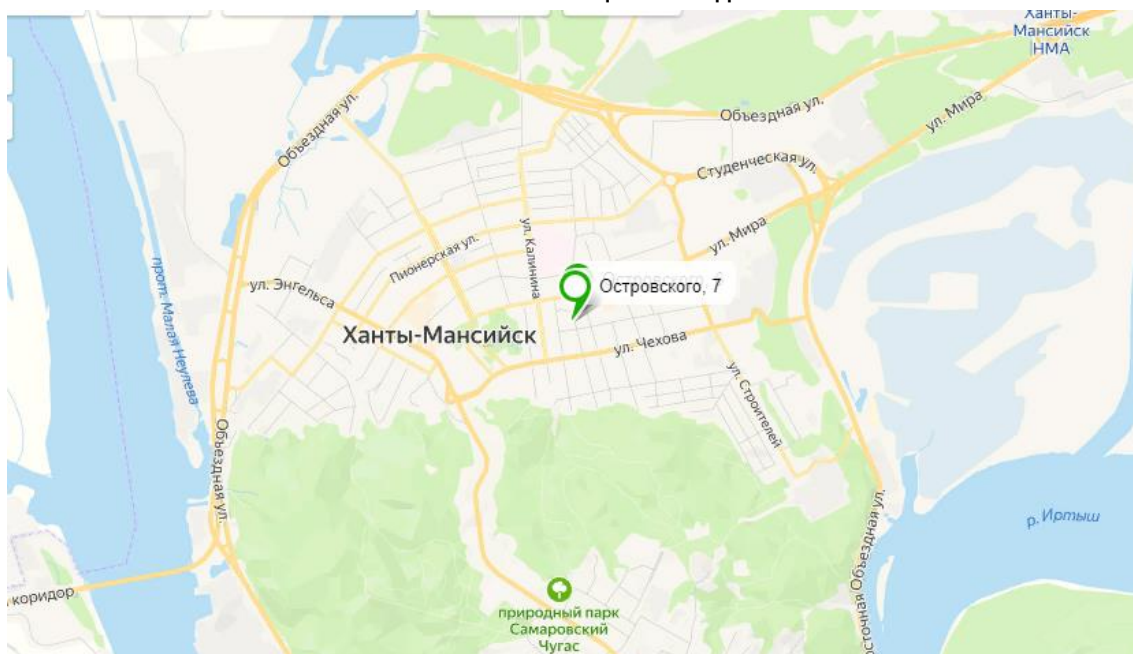 Ханты-
Мансийск
НМА
Объездная ул.
ул. Мира
Объездная ул.
Студенческая ул.
ул. Калинина
ул. Мира
Пионерская ул.
прот. Малая Неулева
ул. Энгельса
Островского, 7
Ханты-Мансийск
ул. Чехова
ул. Строителей
Объездная ул.
р. Иртыш
коридор
природный парк
Самаровский
Чугас
Восточная Объездная ул.